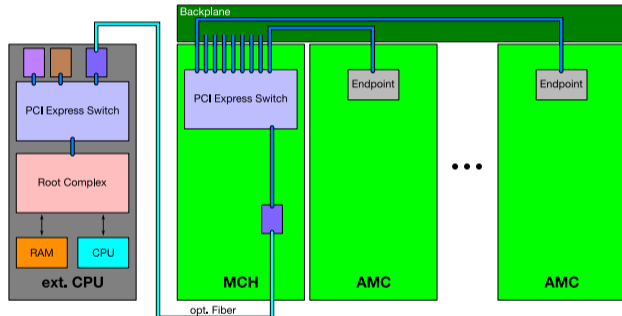 Backplane
PCI Express Switch
Root Complex
RAM
CPU
ext. CPU
PCI Express Switch
MCH
opt. Fiber
Endpoint
AMC
Endpoint
AMC